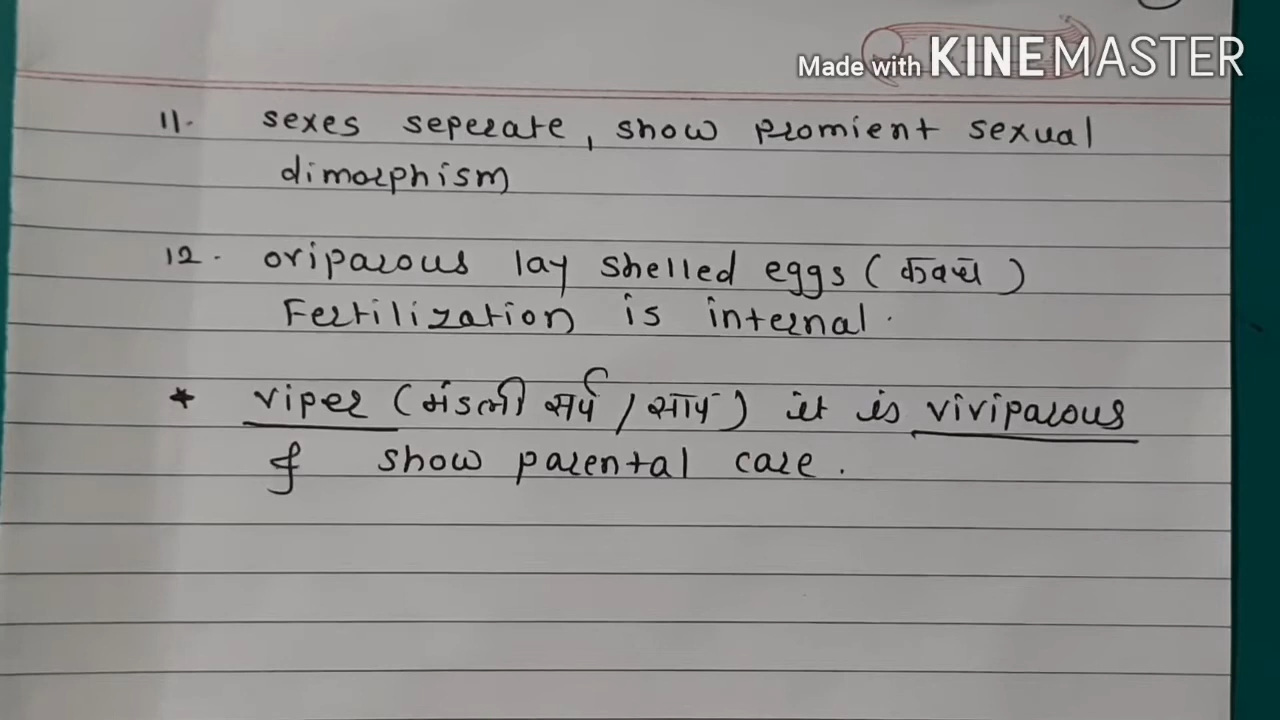 Made with KINEMASTER
11. sexes seperate, show promient sexual
dimorphism
12. oviparous lay shelled eggs (कवच)
Fertilization is internal.
* viper (मंडली सर्प / साप) it is viviparous
& show parental care.